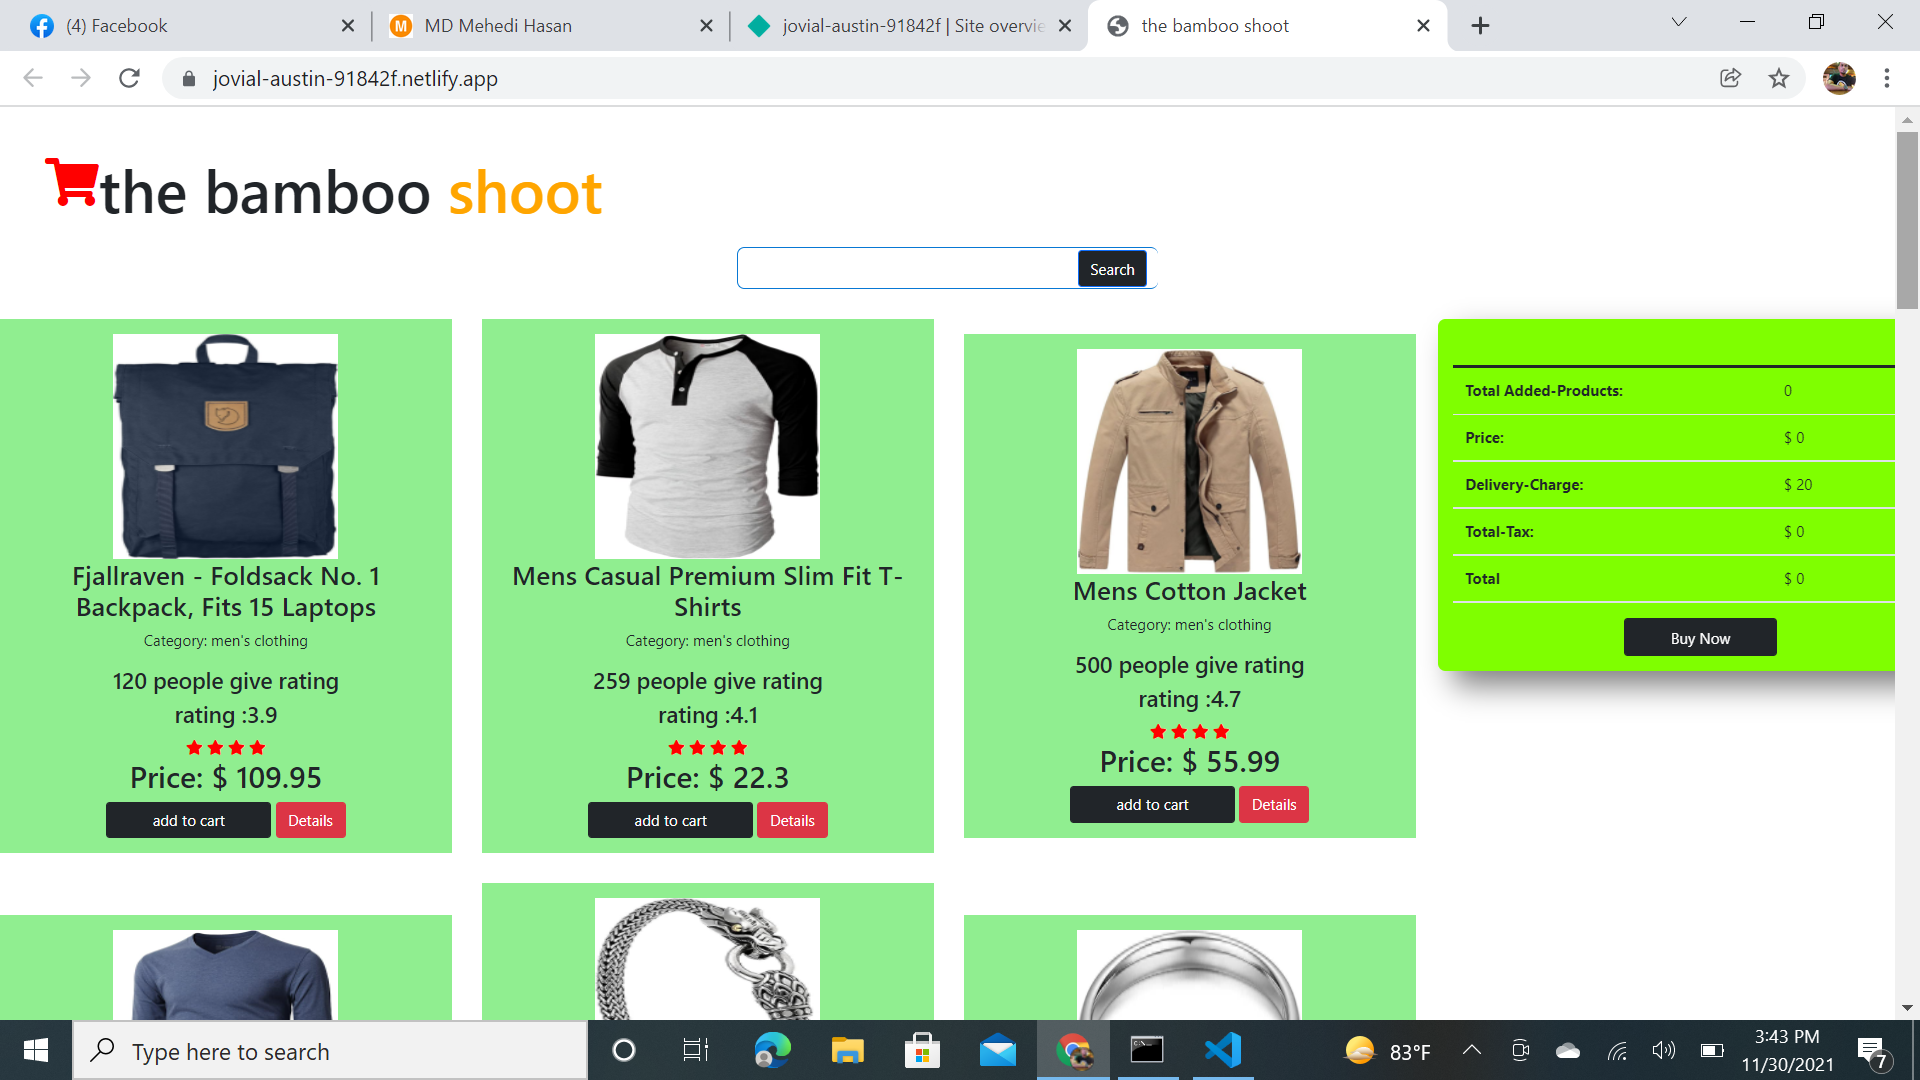 (4) Facebook
MD Mehedi Hasan
jovial-austin-91842f | Site overvie
the bamboo shoot
jovial-austin-91842f.netlify.app
the bamboo shoot
Search
Fjallraven - Foldsack No. 1
Backpack, Fits 15 Laptops
Category: men's clothing
120 people give rating
rating :3.9
Price: $ 109.95
add to cart
Details
Mens Casual Premium Slim Fit T-
Shirts
Category: men's clothing
259 people give rating
rating :4.1
Price: $ 22.3
add to cart
Details
Mens Cotton Jacket
Category: men's clothing
500 people give rating
rating :4.7
Price: $ 55.99
add to cart
Details
Total Added-Products: 0
Price: $ 0
Delivery-Charge: $ 20
Total-Tax: $ 0
Total $ 0
Buy Now
Type here to search
83°F
3:43 PM
11/30/2021
7